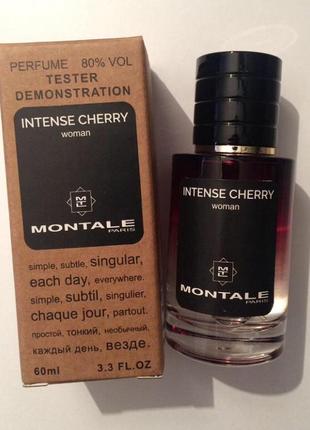 PERFUME 80% VOL
TESTER
DEMONSTRATION
INTENSE CHERRY
woman
MONTALE
PARIS
simple, subtle, singular,
each day, everywhere.
simple, subtil, singulier,
chaque jour, partout.
простой, тонкий, необычный,
каждый день, везде.
60ml 3.3 FL.OZ
INTENSE CHERRY
woman
MONTALE
PARIS